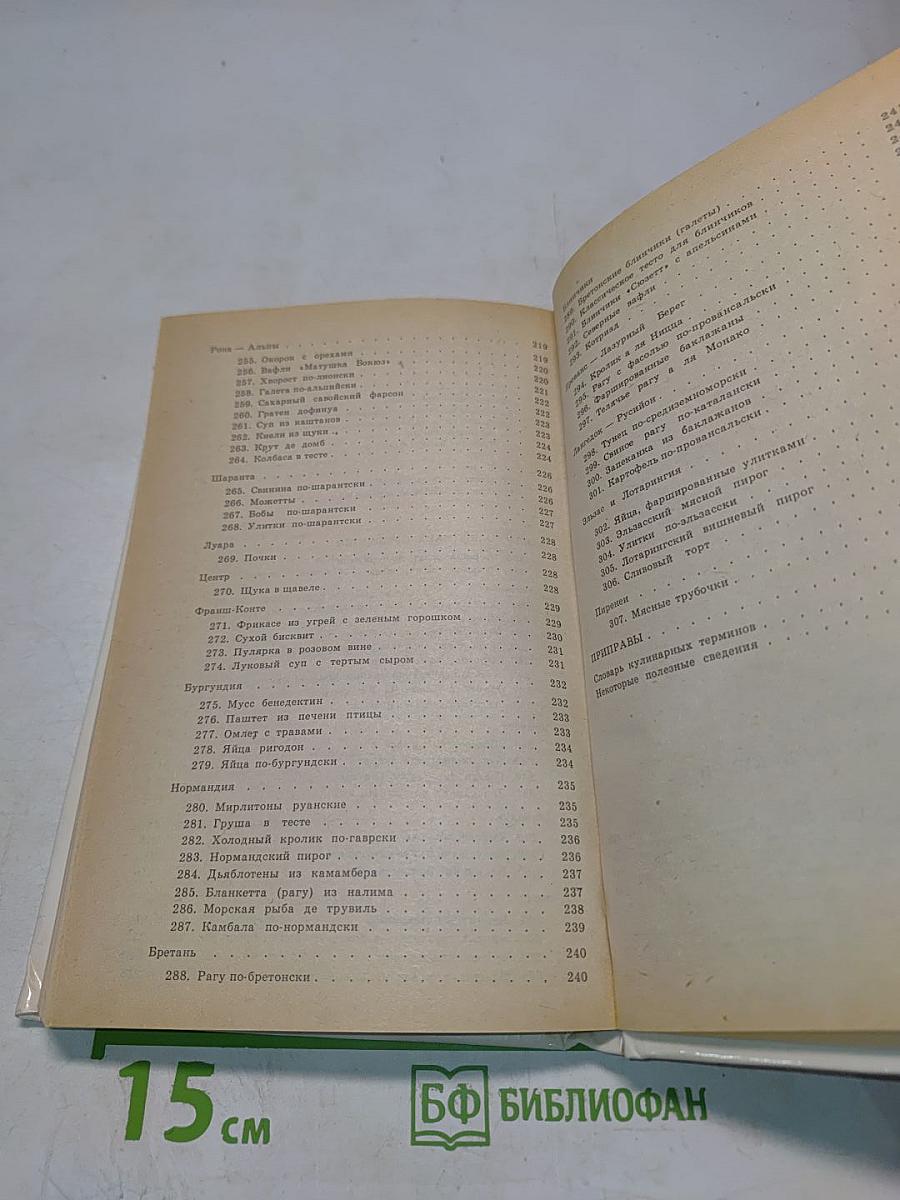 Рона — Альпы . . . 219
255. Окорок с орехами . . . 219
256. Вафли «Матушка Бокюз» . . . 220
257. Хворост по-лионски . . . 220
258. Галета по-альпийски . . . 221
259. Сахарный савойский фарсон . . . 222
260. Гратен дофинуа . . . 222
261. Суп из каштанов . . . 223
262. Кнели из щуки . . . 223
263. Крут де домб . . . 224
264. Колбаса в тесте . . . 224
Шаранта . . . 226
265. Свинина по-шарантски . . . 226
266. Можетты . . . 226
267. Бобы по-шарантски . . . 227
268. Улитки по-шарантски . . . 227
Луара . . . 228
269. Почки . . . 228
Центр . . . 228
270. Щука в щавеле . . . 228
Франш-Конте . . . 229
271. Фрикасе из угрей с зеленым горошком . . . 229
272. Сухой бисквит . . . 230
273. Пулярка в розовом вине . . . 231
274. Луковый суп с тертым сыром . . . 231
Бургундия . . . 232
275. Мусс бенедектин . . . 232
276. Паштет из печени птицы . . . 233
277. Омлет с травами . . . 233
278. Яйца ригодон . . . 234
279. Яйца по-бургундски . . . 234
Нормандия . . . 235
280. Мирлитоны руанские . . . 235
281. Груша в тесте . . . 235
282. Холодный кролик по-гаврски . . . 236
283. Нормандский пирог . . . 236
284. Дьяблотены из камамбера . . . 237
285. Бланкетта (рагу) из налима . . . 237
286. Морская рыба де трувиль . . . 238
287. Камбала по-нормандски . . . 239
Бретань . . . 240
288. Рагу по-бретонски . . . 240
Блинчики
289. Бретонские блинчики (галеты)
290. Классическое тесто для блинчиков
291. Блинчики «Сюзетт» с апельсинами
292. Северные вафли
293. Котриад
Прованс — Лазурный Берег
294. Кролик а ля Ницца
295. Рагу с фасолью по-провансальски
296. Фаршированные баклажаны
297. Телячье рагу а ля Монако
Лангедок — Русийон
298. Тунец по-средиземноморски
299. Свиное рагу по-каталански
300. Запеканка из баклажанов
301. Картофель по-провансальски
Эльзас и Лотарингия
302. Яйца, фаршированные улитками
303. Эльзасский мясной пирог
304. Улитки по-эльзасски
305. Лотарингский вишневый пирог
306. Сливовый торт
Пиренеи
307. Мясные трубочки
ПРИПРАВЫ
Словарь кулинарных терминов
Некоторые полезные сведения
15 см
БФ БИБЛИОФАН